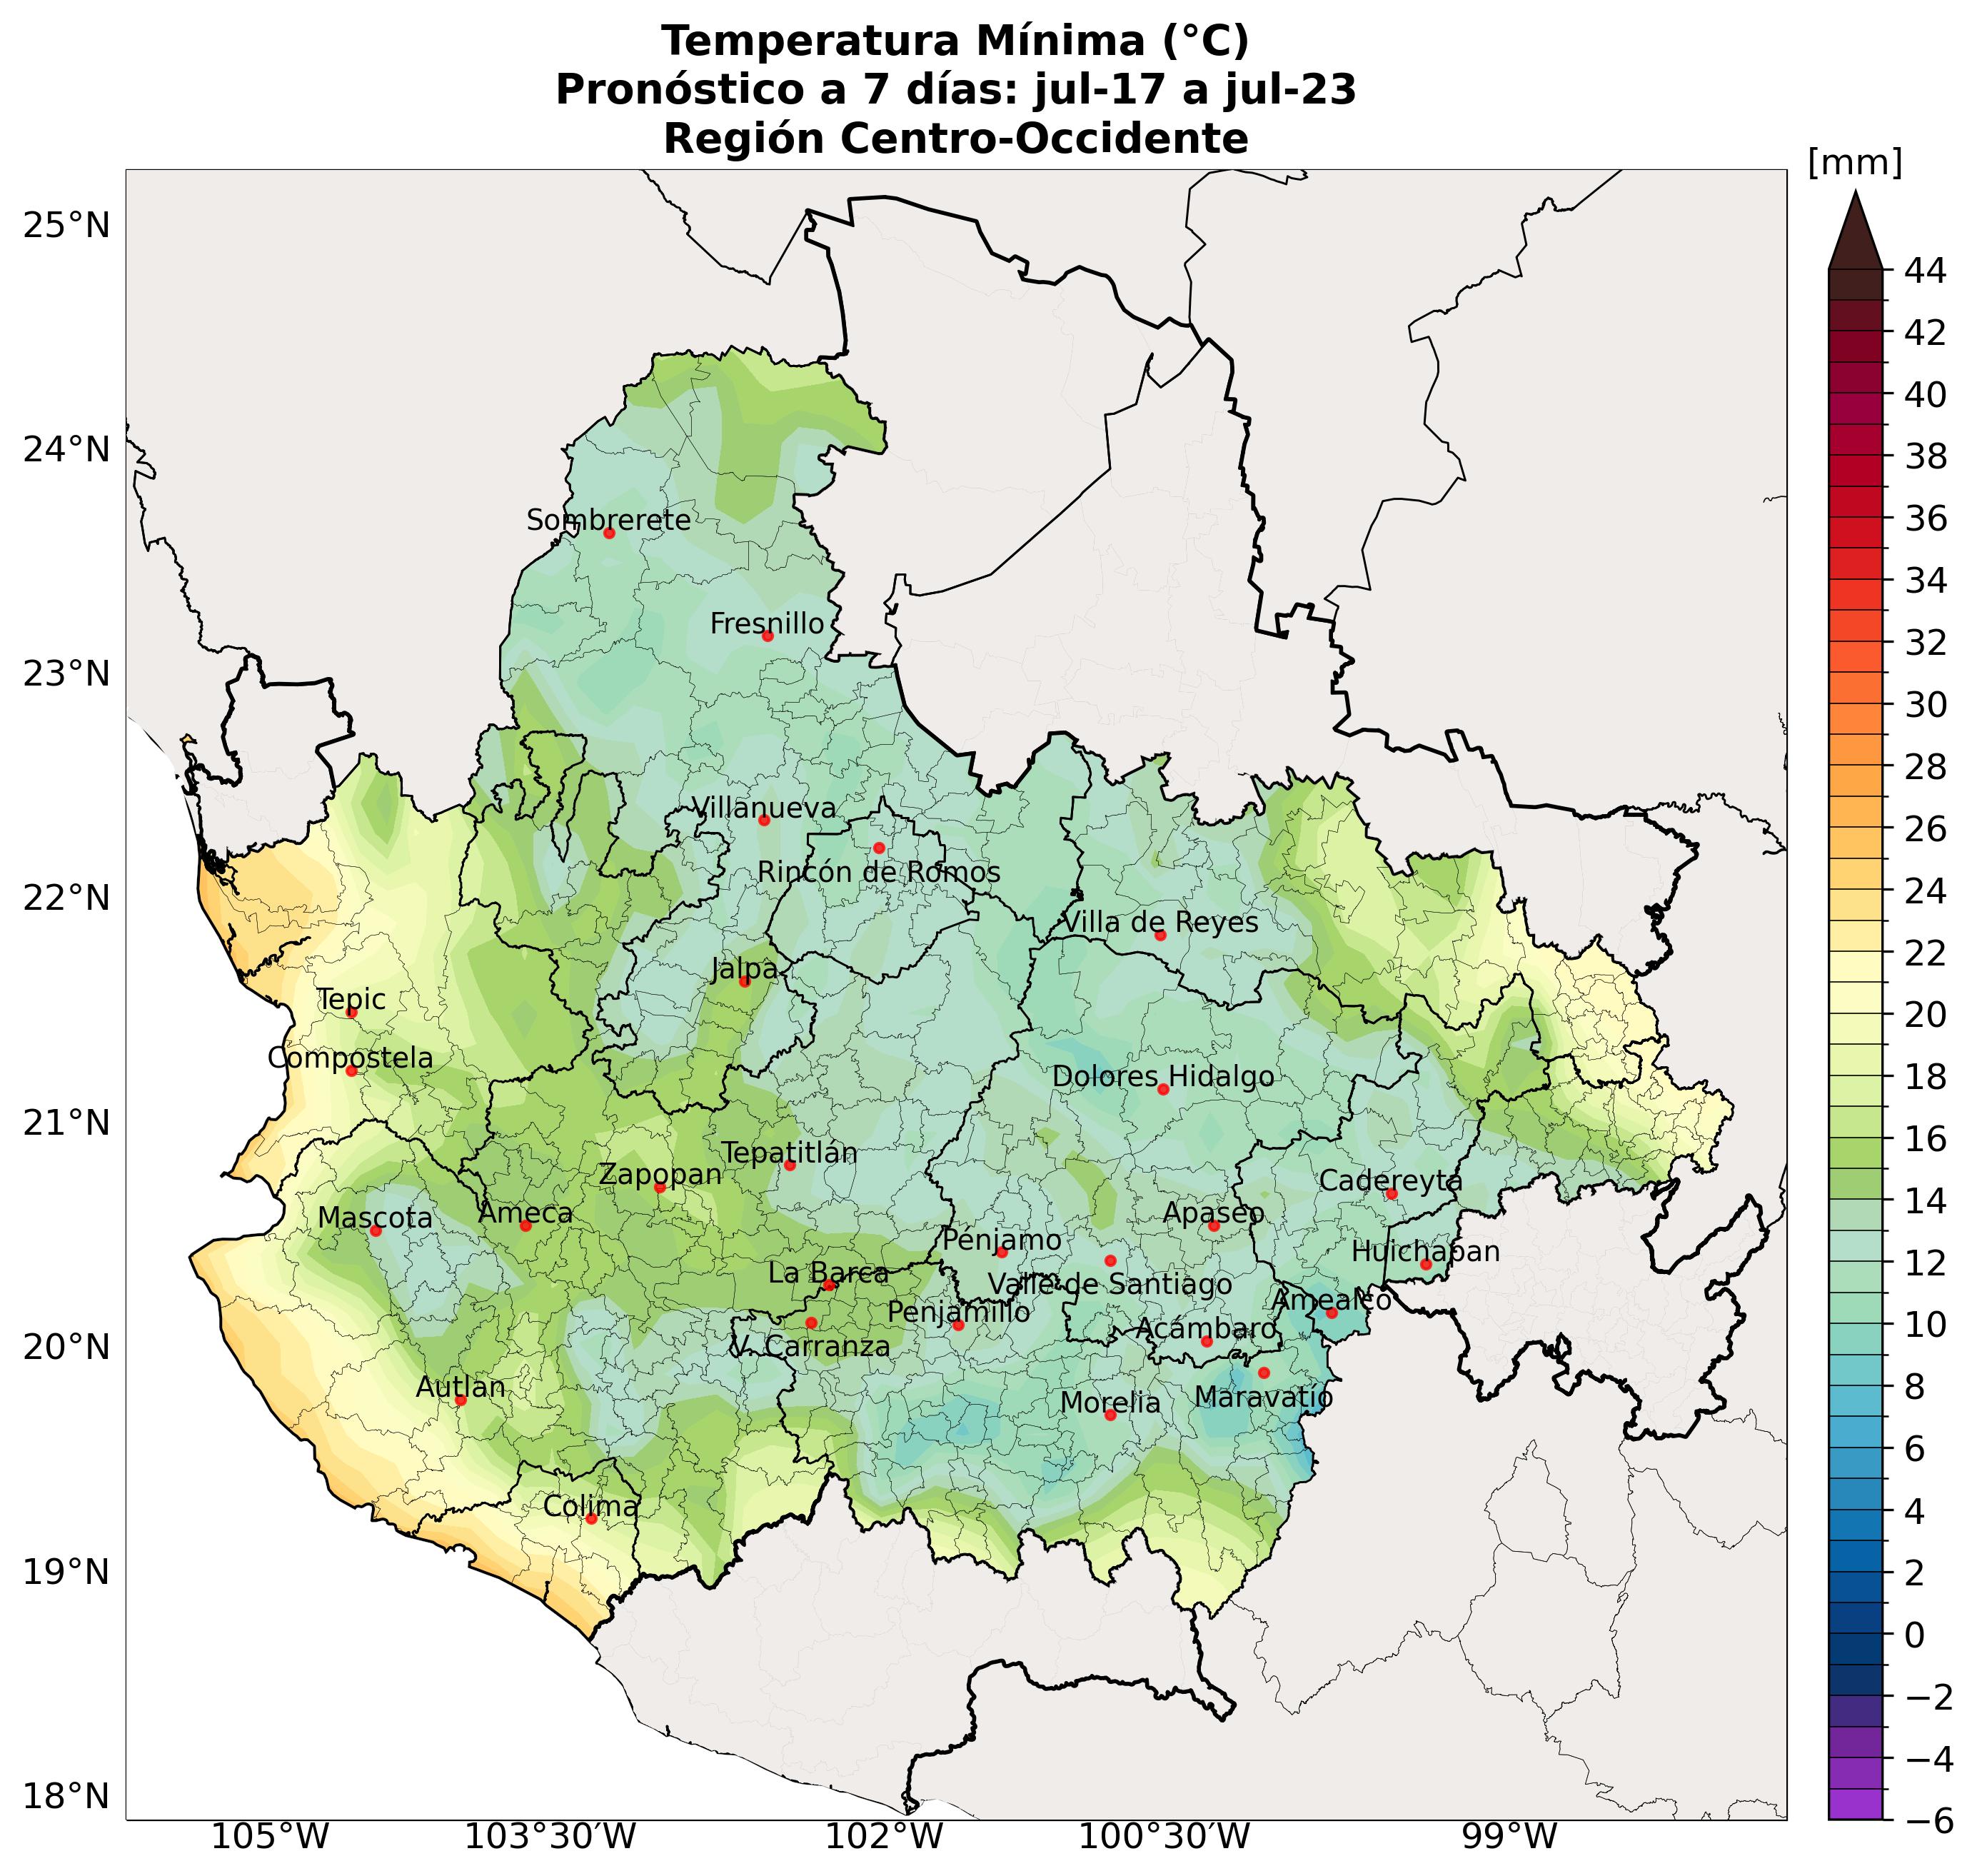 Temperatura Mínima (°C)
Pronóstico a 7 días: jul-17 a jul-23
Región Centro-Occidente
[mm]
25°N
24°N
23°N
22°N
21°N
20°N
19°N
18°N
Sombrerete
Fresnillo
Villanueva
Rincón de Romos
Villa de Reyes
Jalpa
Tepic
Compostela
Dolores Hidalgo
Tepatitlán
Zapopan
Cadereyta
Mascota
Ameca
Apaseo
Pénjamo
Huichapan
La Barca
Valle de Santiago
Amealco
Penjamillo
Acámbaro
V. Carranza
Autlan
Maravatío
Morelia
Colima
105°W
103°30′W
102°W
100°30′W
99°W
44
42
40
38
36
34
32
30
28
26
24
22
20
18
16
14
12
10
8
6
4
2
0
−2
−4
−6